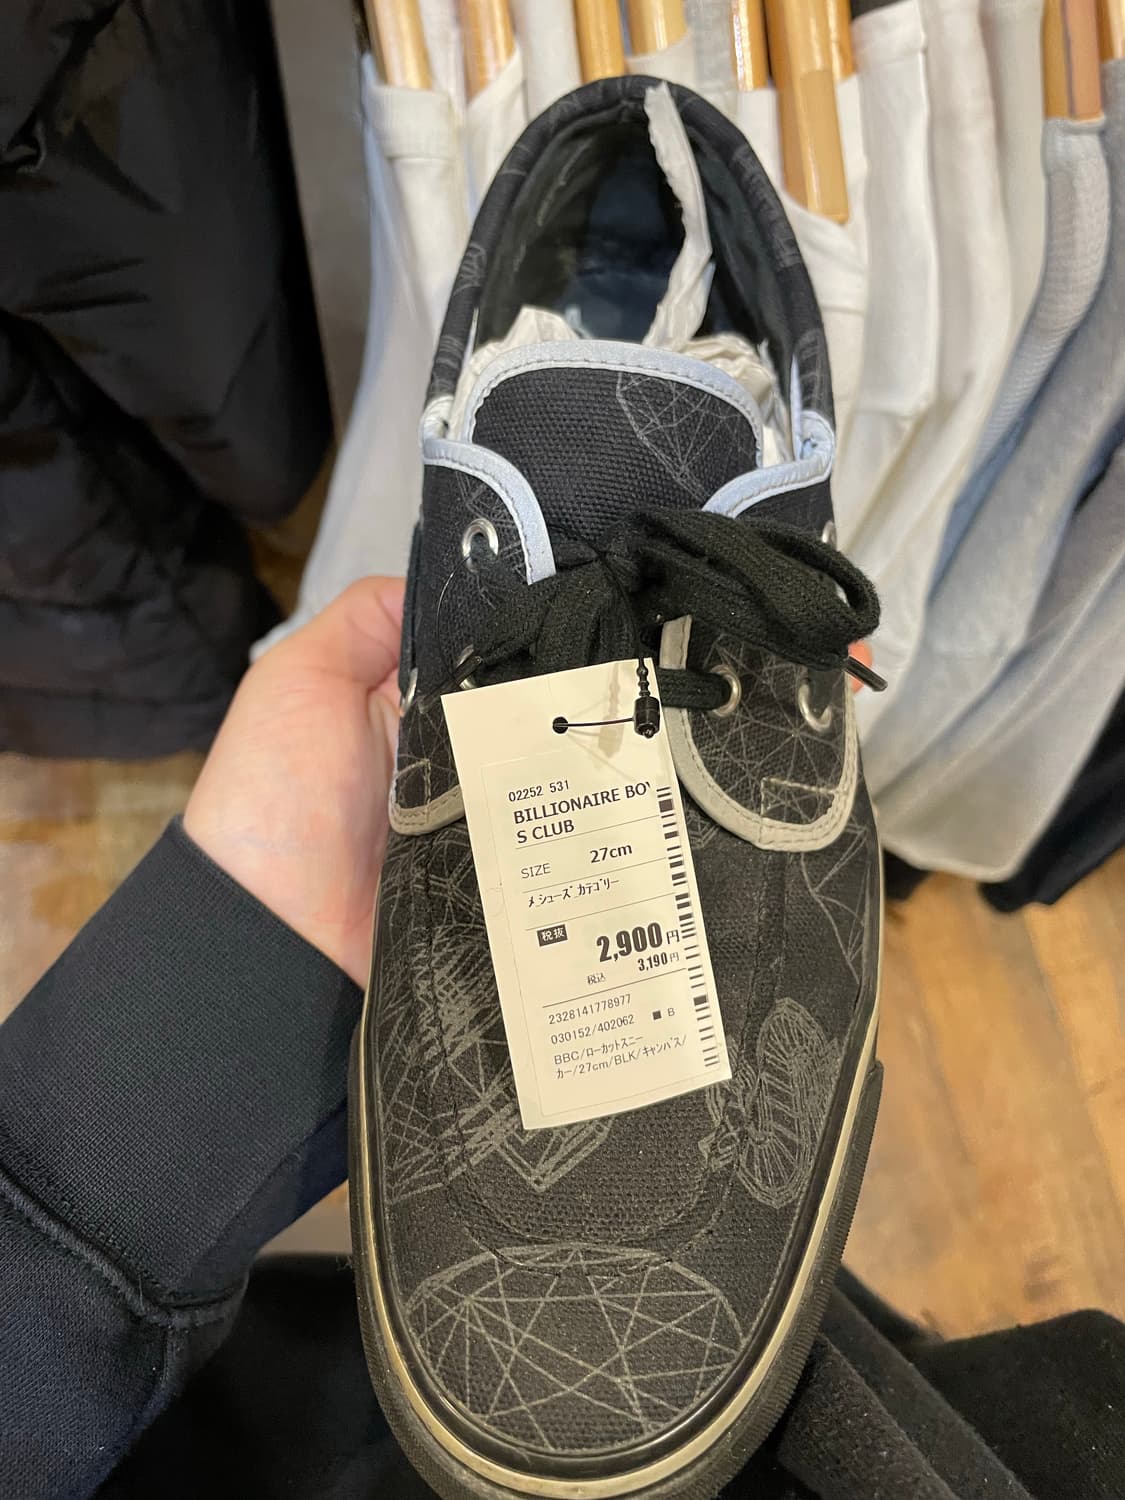 02252 531
BILLIONAIRE BOY
S CLUB
SIZE 27cm
メシューズ カテゴリー
税抜 2,900円
税込 3,190円
2328141778977
030152/402062 ■ B
BBC/ローカットスニー
カー/27cm/BLK/キャンバス/